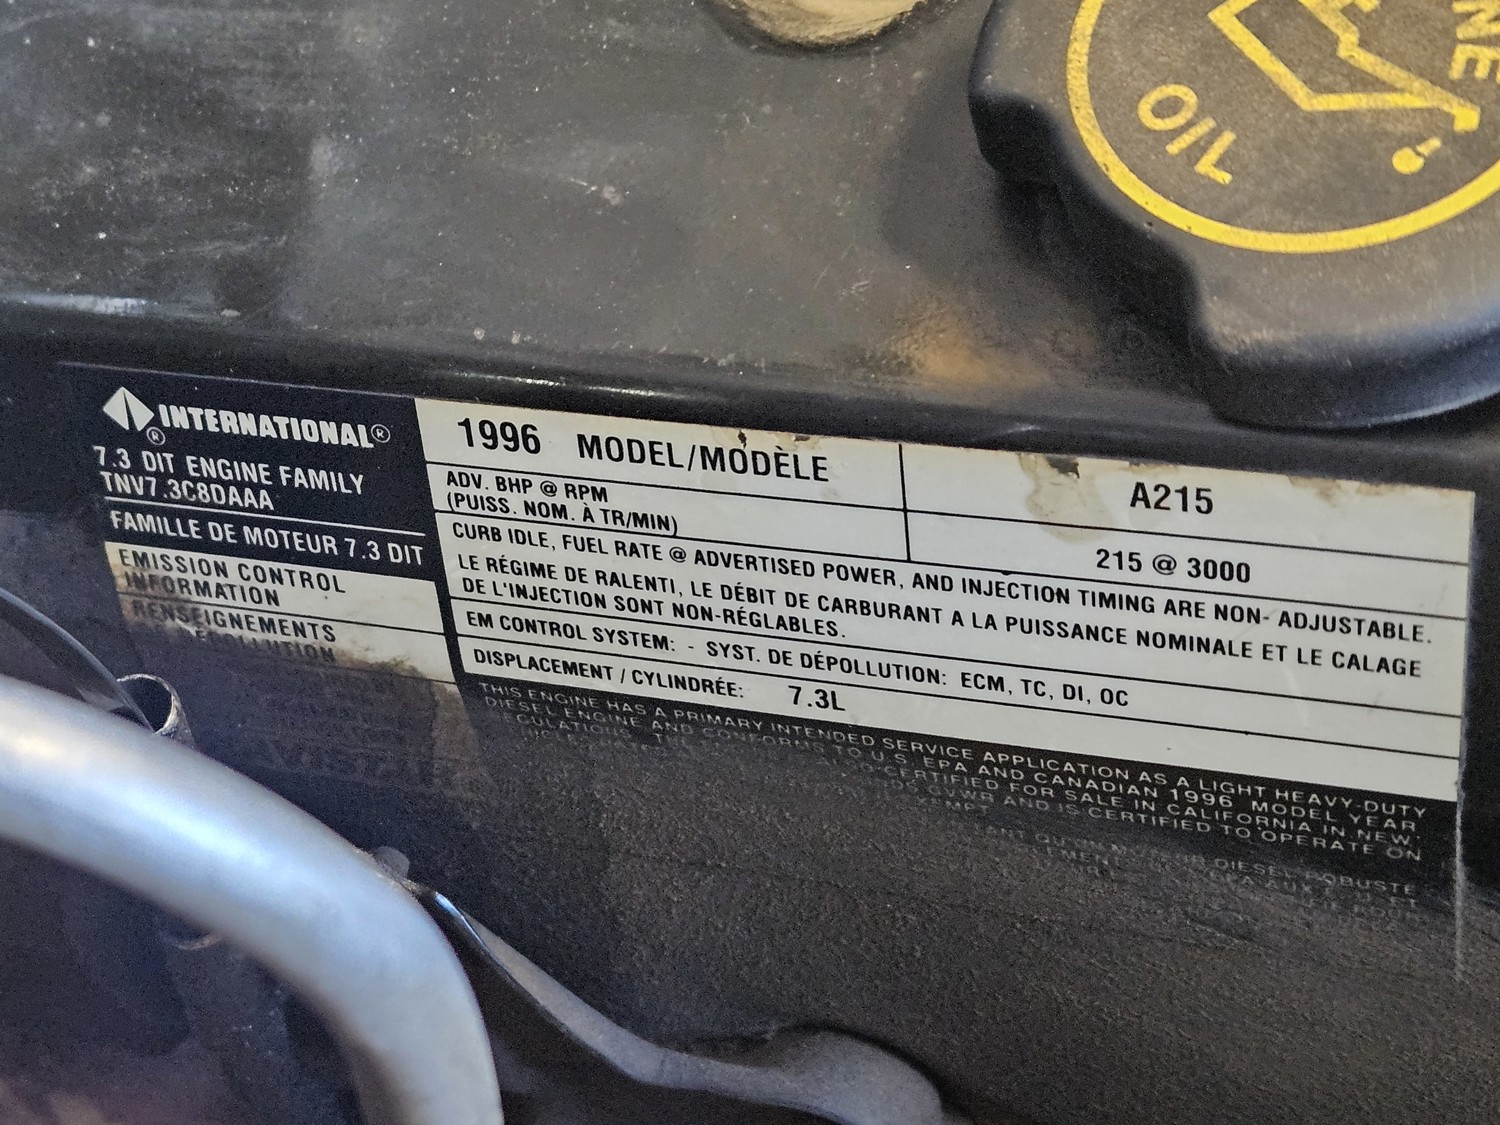 OIL
INTERNATIONAL®
®
7.3 DIT ENGINE FAMILY
TNV7.3C8DAAA
FAMILLE DE MOTEUR 7.3 DIT
EMISSION CONTROL
INFORMATION
RENSEIGNEMENTS
1996 MODEL/MODÈLE
A215
ADV. BHP @ RPM
(PUISS. NOM. À TR/MIN)
215 @ 3000
CURB IDLE, FUEL RATE @ ADVERTISED POWER, AND INJECTION TIMING ARE NON- ADJUSTABLE.
LE RÉGIME DE RALENTI, LE DÉBIT DE CARBURANT A LA PUISSANCE NOMINALE ET LE CALAGE
DE L'INJECTION SONT NON-RÉGLABLES.
EM CONTROL SYSTEM: - SYST. DE DÉPOLLUTION: ECM, TC, DI, OC
DISPLACEMENT / CYLINDRÉE: 7.3L
THIS ENGINE HAS A PRIMARY INTENDED SERVICE APPLICATION AS A LIGHT HEAVY-DUTY
DIESEL ENGINE AND CONFORMS TO U.S. EPA AND CANADIAN 1996 MODEL YEAR
CERTIFIED FOR SALE IN CALIFORNIA IN NEW,
GVWR AND IS CERTIFIED TO OPERATE ON
DIESEL ROBUSTE